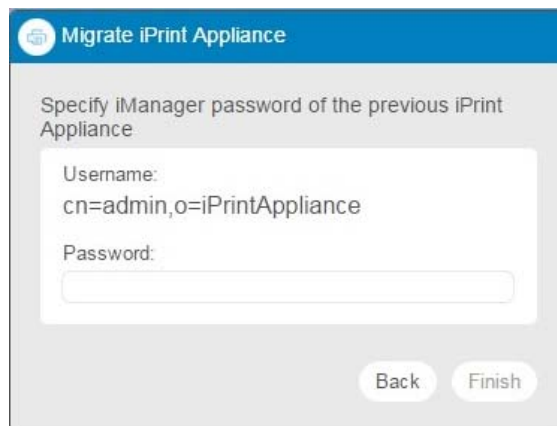 Migrate iPrint Appliance
Specify iManager password of the previous iPrint
Appliance
Username:
cn=admin,o=iPrintAppliance
Password:
Back Finish